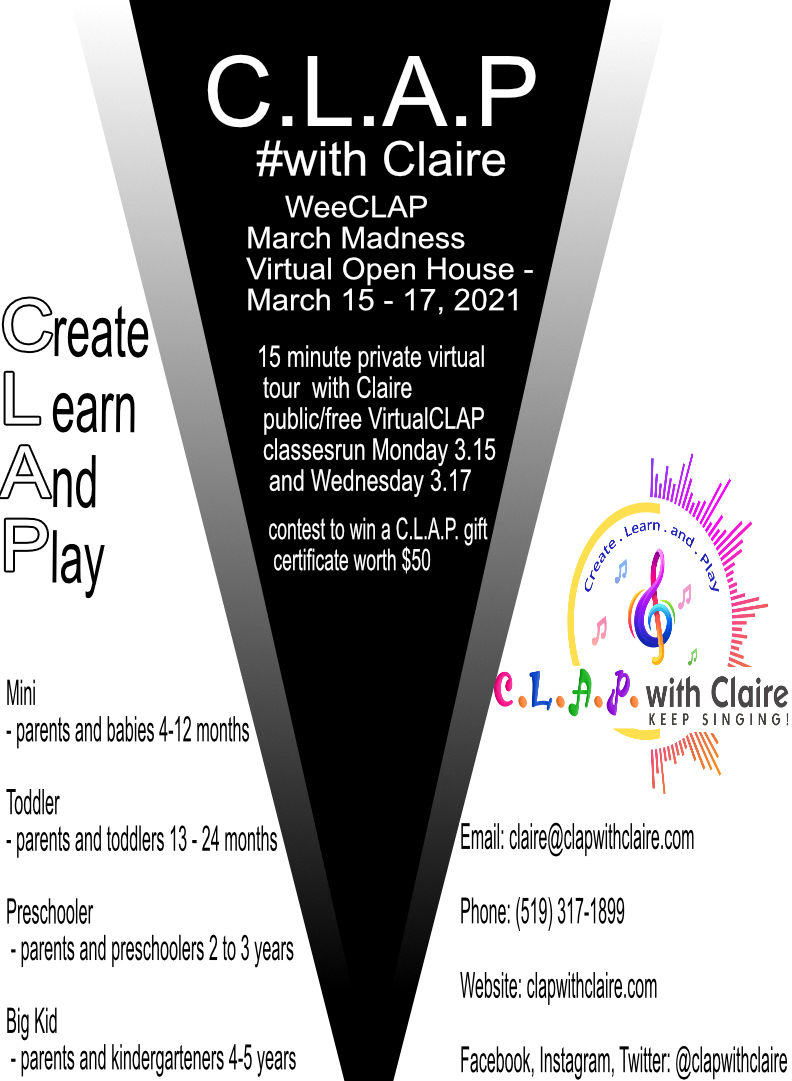 C.L.A.P
#with Claire
WeeCLAP
March Madness
Virtual Open House -
March 15 - 17, 2021
15 minute private virtual
tour with Claire
public/free VirtualCLAP
classesrun Monday 3.15
and Wednesday 3.17
contest to win a C.L.A.P. gift
certificate worth $50
Create
Learn
And
Play
Mini
- parents and babies 4-12 months
Toddler
- parents and toddlers 13 - 24 months
Preschooler
- parents and preschoolers 2 to 3 years
Big Kid
- parents and kindergarteners 4-5 years
Create . Learn . and . Play
C.L.A.P. with Claire
KEEP SINGING!
Email: claire@clapwithclaire.com
Phone: (519) 317-1899
Website: clapwithclaire.com
Facebook, Instagram, Twitter: @clapwithclaire